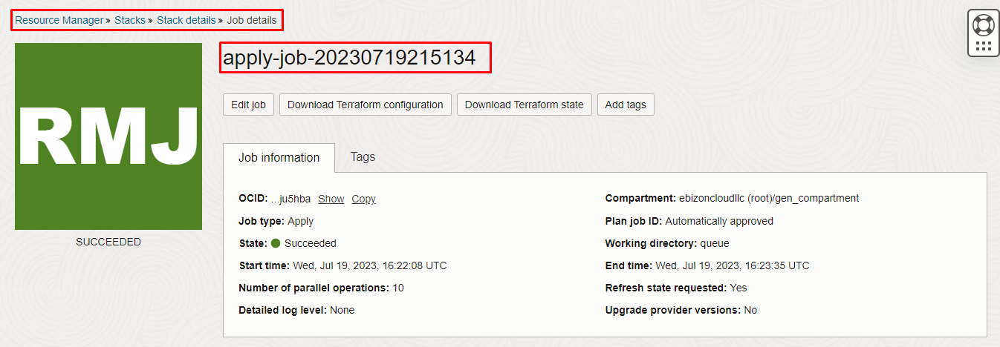 Resource Manager » Stacks » Stack details » Job details
RMJ
SUCCEEDED
apply-job-20230719215134
Edit job
Download Terraform configuration
Download Terraform state
Add tags
Job information
Tags
OCID: ...ju5hba Show Copy
Job type: Apply
State: Succeeded
Start time: Wed, Jul 19, 2023, 16:22:08 UTC
Number of parallel operations: 10
Detailed log level: None
Compartment: ebizoncloudllc (root)/gen_compartment
Plan job ID: Automatically approved
Working directory: queue
End time: Wed, Jul 19, 2023, 16:23:35 UTC
Refresh state requested: Yes
Upgrade provider versions: No